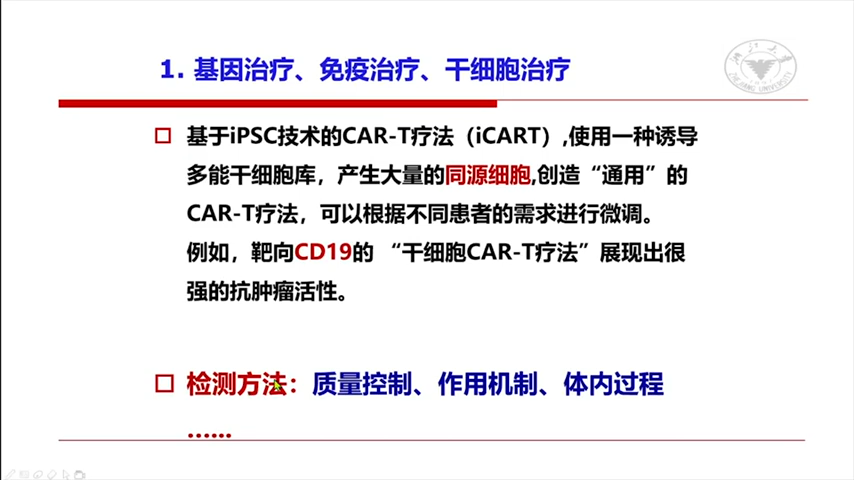 1. 基因治疗、免疫治疗、干细胞治疗
浙江大学
ZHEJIANG UNIVERSITY
基于iPSC技术的CAR-T疗法（iCART）,使用一种诱导
多能干细胞库，产生大量的同源细胞,创造“通用”的
CAR-T疗法，可以根据不同患者的需求进行微调。
例如，靶向CD19的 “干细胞CAR-T疗法”展现出很
强的抗肿瘤活性。
检测方法：质量控制、作用机制、体内过程
……